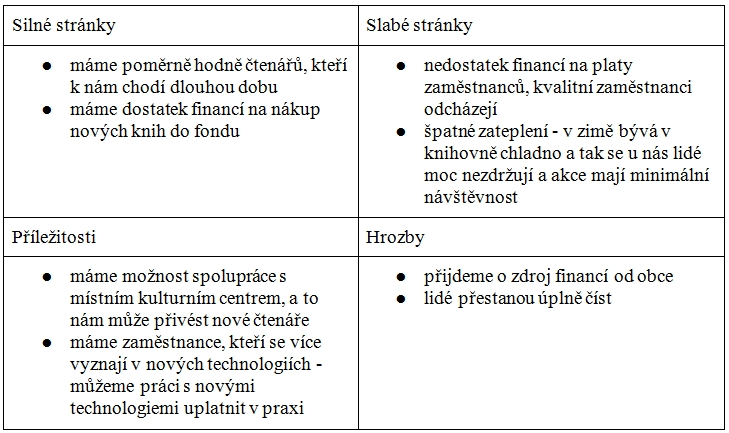 Silné stránky
● máme poměrně hodně čtenářů, kteří
k nám chodí dlouhou dobu
● máme dostatek financí na nákup
nových knih do fondu
Slabé stránky
● nedostatek financí na platy
zaměstnanců, kvalitní zaměstnanci
odcházejí
● špatné zateplení - v zimě bývá v
knihovně chladno a tak se u nás lidé
moc nezdržují a akce mají minimální
návštěvnost
Příležitosti
● máme možnost spolupráce s
místním kulturním centrem, a to
nám může přivést nové čtenáře
● máme zaměstnance, kteří se více
vyznají v nových technologiích -
můžeme práci s novými
technologiemi uplatnit v praxi
Hrozby
● přijdeme o zdroj financí od obce
● lidé přestanou úplně číst